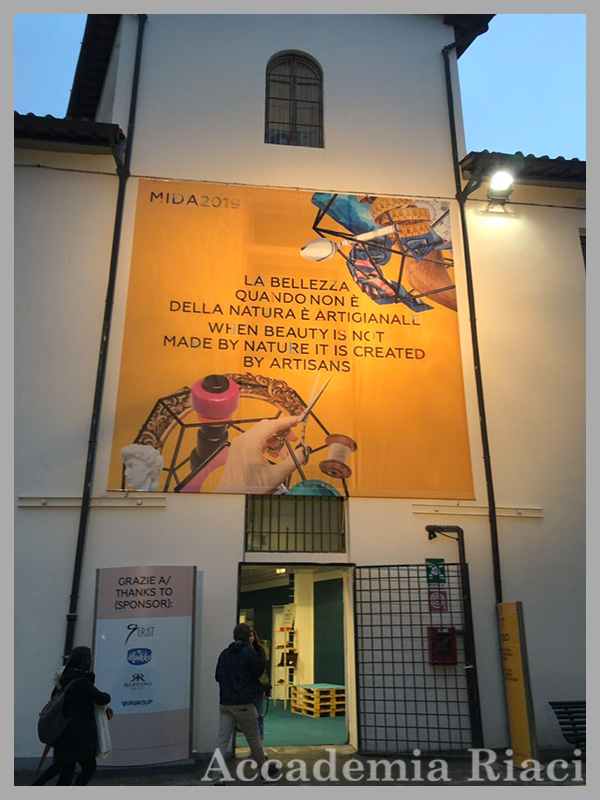 MIDA2019
LA BELLEZZA
QUANDO NON È
DELLA NATURA È ARTIGIANALE
WHEN BEAUTY IS NOT
MADE BY NATURE IT IS CREATED
BY ARTISANS
GRAZIE A/
THANKS TO
(SPONSOR):
VARGROUP
Accademia Riaci